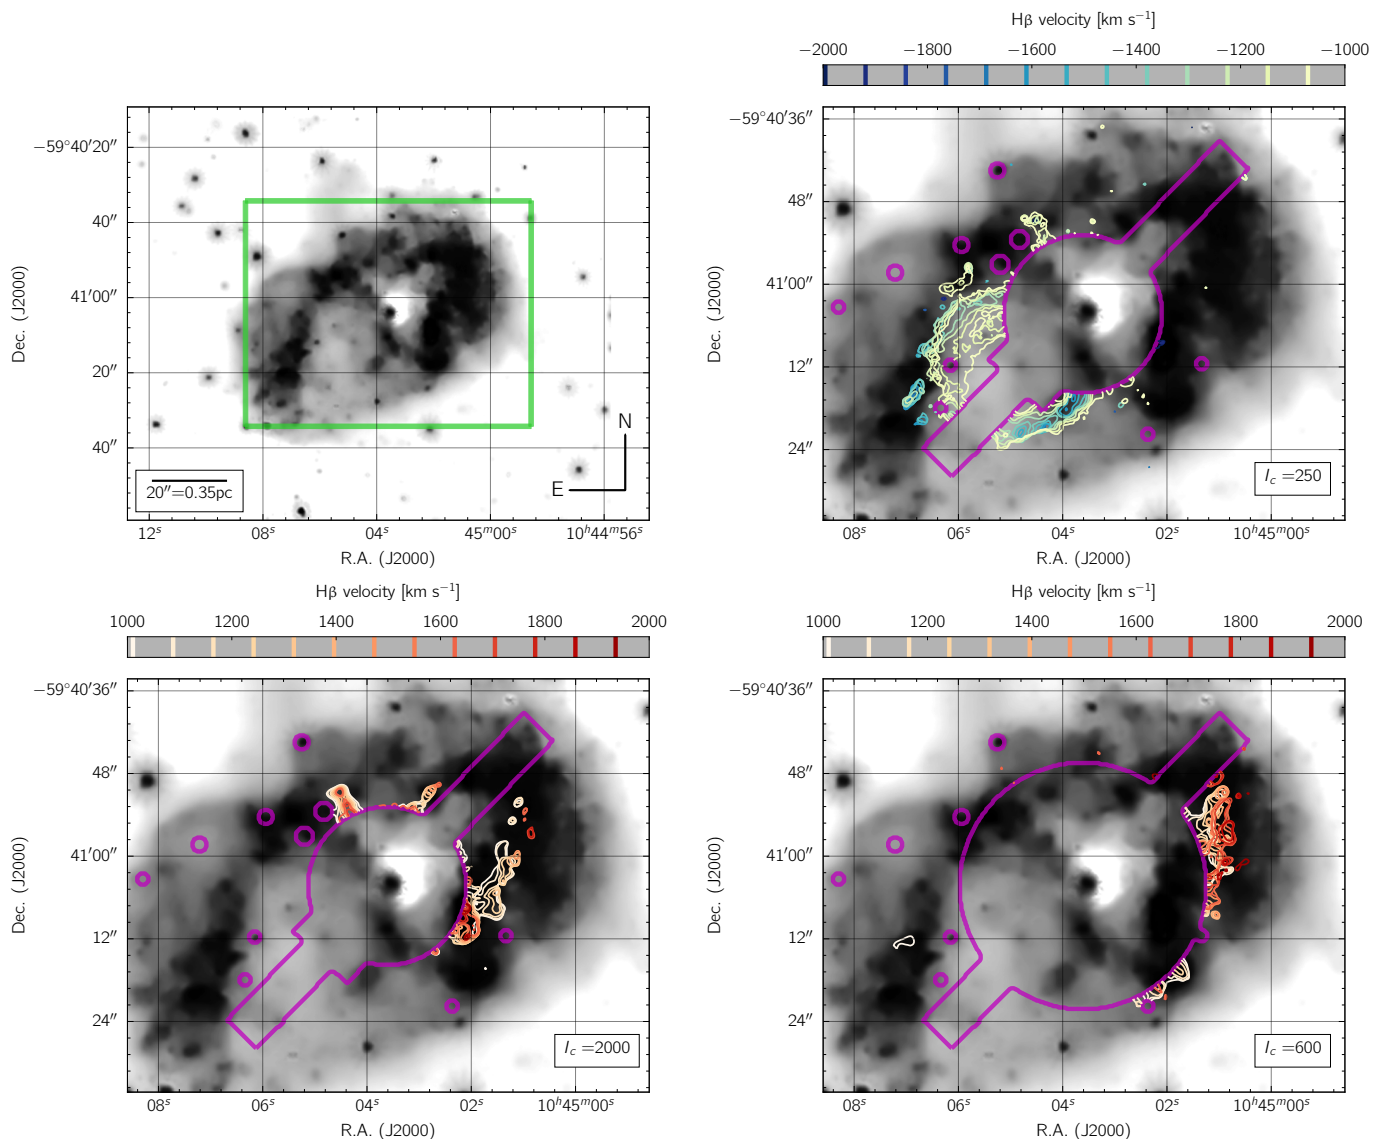 Hβ velocity [km s⁻¹]
−2000 −1800 −1600 −1400 −1200 −1000
−59°40′20″
40″
41′00″
20″
40″
Dec. (J2000)
N
E
20″=0.35pc
12ˢ 08ˢ 04ˢ 45ᵐ00ˢ 10ʰ44ᵐ56ˢ
R.A. (J2000)
−59°40′36″
48″
41′00″
12″
24″
Dec. (J2000)
I_c =250
08ˢ 06ˢ 04ˢ 02ˢ 10ʰ45ᵐ00ˢ
R.A. (J2000)
Hβ velocity [km s⁻¹]
1000 1200 1400 1600 1800 2000
−59°40′36″
48″
41′00″
12″
24″
Dec. (J2000)
I_c =2000
08ˢ 06ˢ 04ˢ 02ˢ 10ʰ45ᵐ00ˢ
R.A. (J2000)
Hβ velocity [km s⁻¹]
1000 1200 1400 1600 1800 2000
−59°40′36″
48″
41′00″
12″
24″
Dec. (J2000)
I_c =600
08ˢ 06ˢ 04ˢ 02ˢ 10ʰ45ᵐ00ˢ
R.A. (J2000)